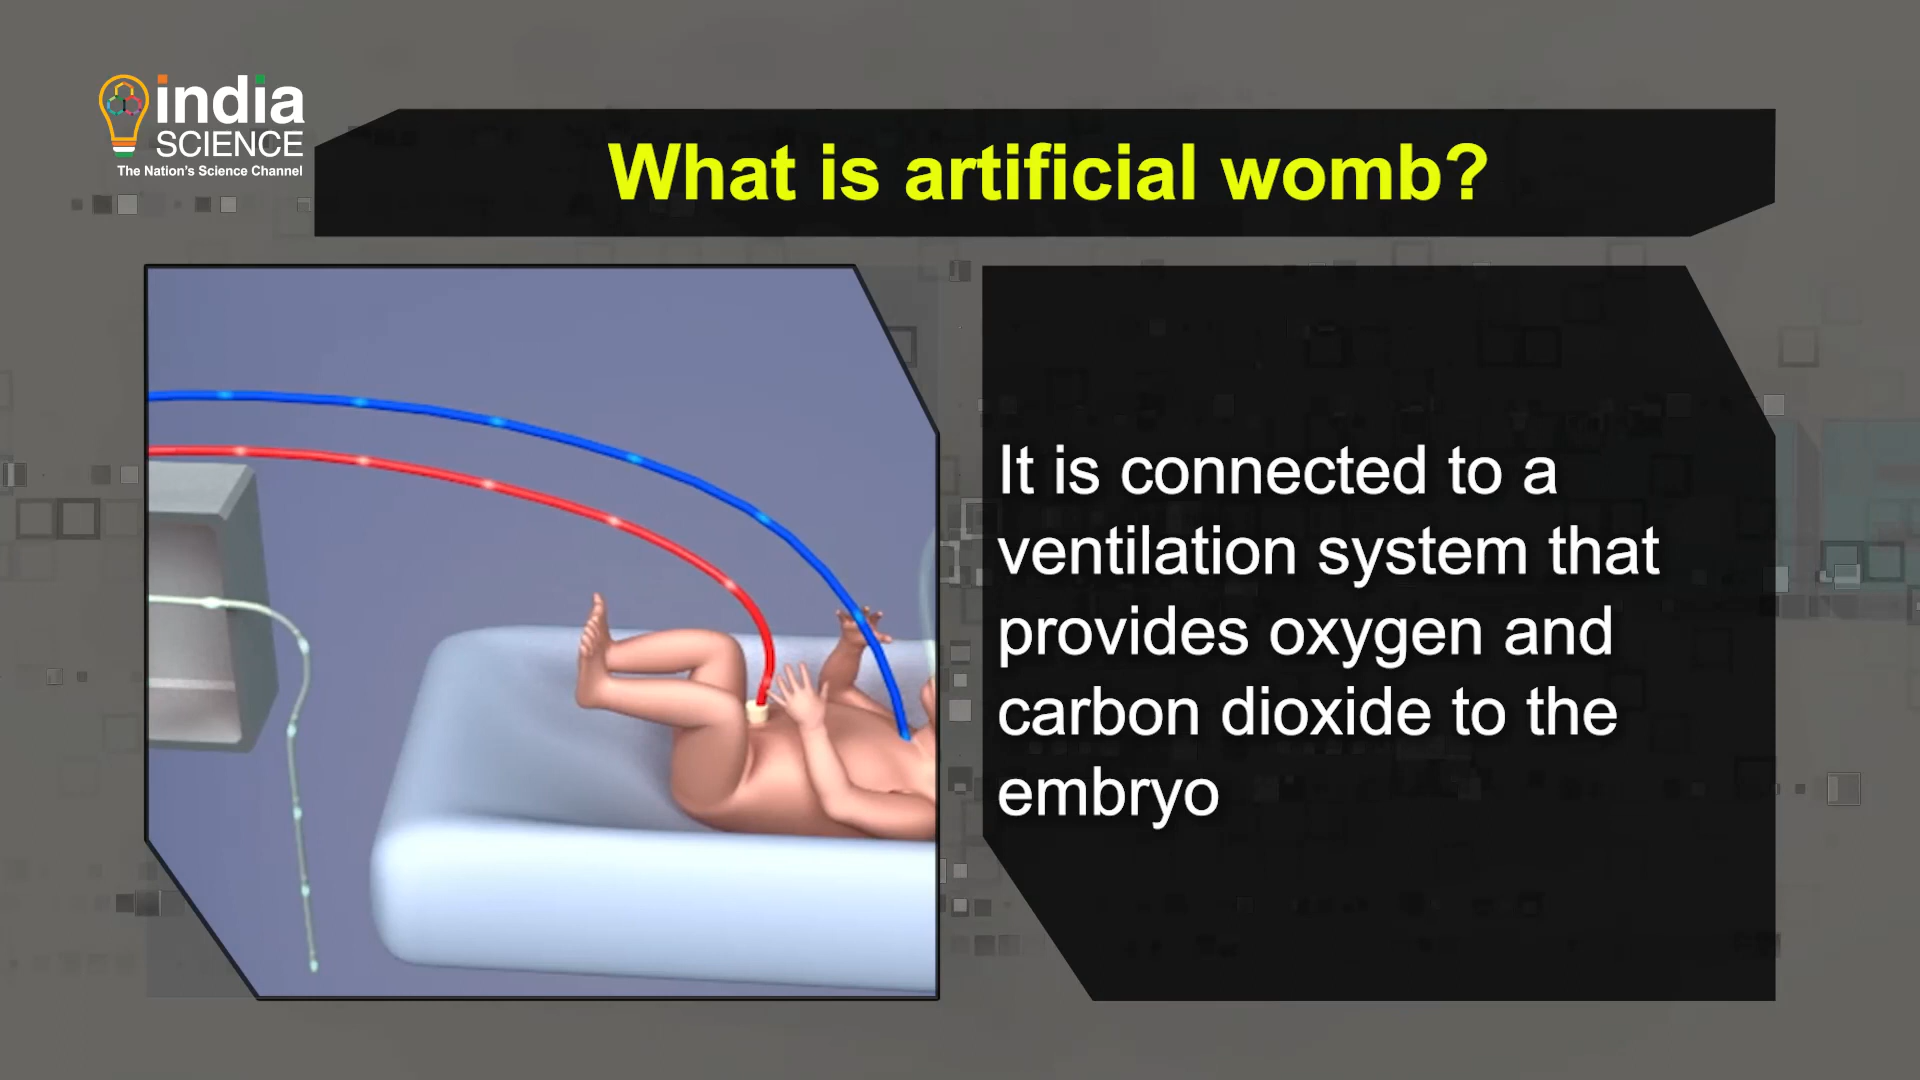 india
SCIENCE
The Nation's Science Channel
What is artificial womb?
It is connected to a
ventilation system that
provides oxygen and
carbon dioxide to the
embryo